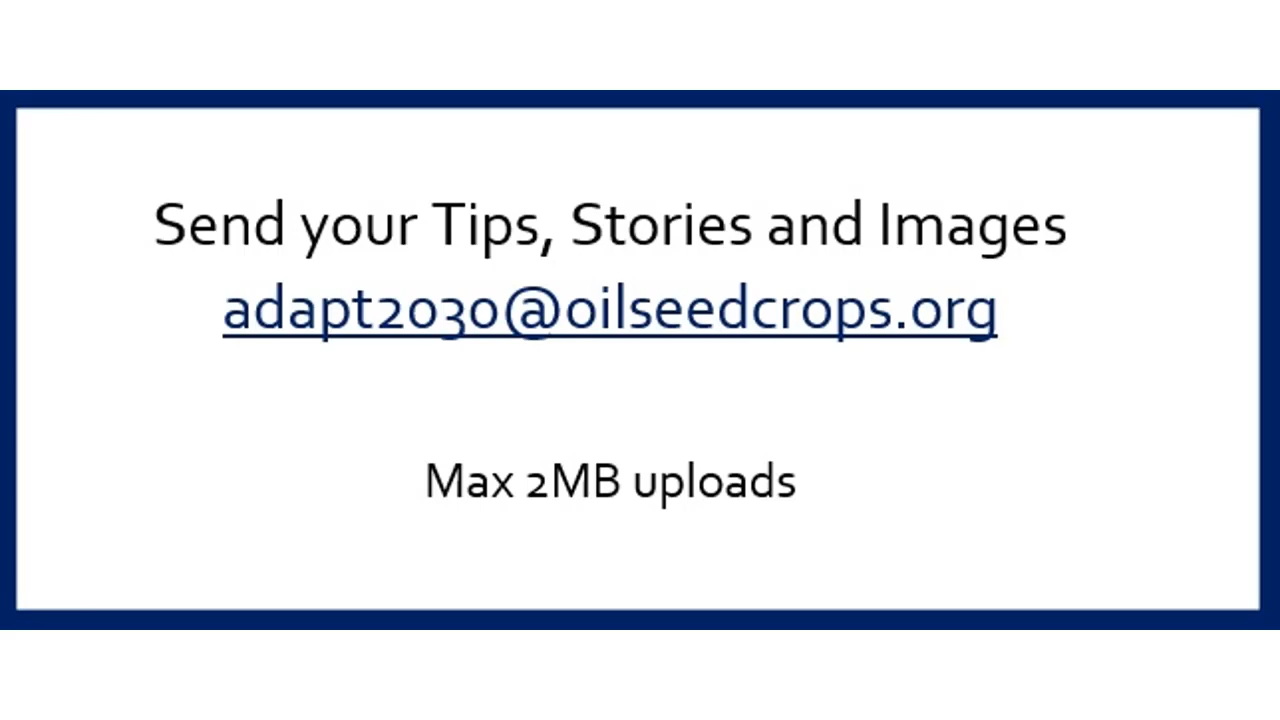 Send your Tips, Stories and Images
adapt2030@oilseedcrops.org
Max 2MB uploads